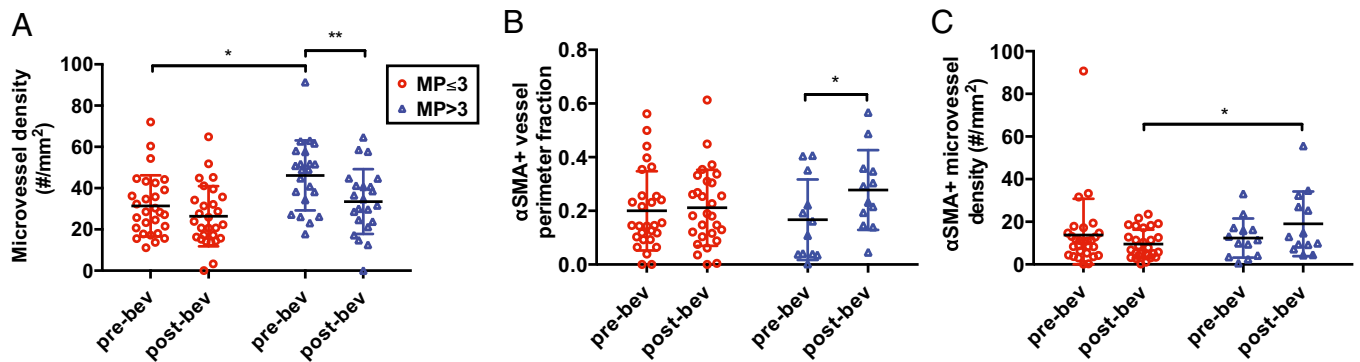 A
Microvessel density
(#/mm²)
100
80
60
40
20
0
*
**
MP≤3
MP>3
pre-bev
post-bev
pre-bev
post-bev
B
αSMA+ vessel
perimeter fraction
0.8
0.6
0.4
0.2
0.0
*
pre-bev
post-bev
pre-bev
post-bev
C
αSMA+ microvessel
density (#/mm²)
100
80
60
40
20
0
*
pre-bev
post-bev
pre-bev
post-bev